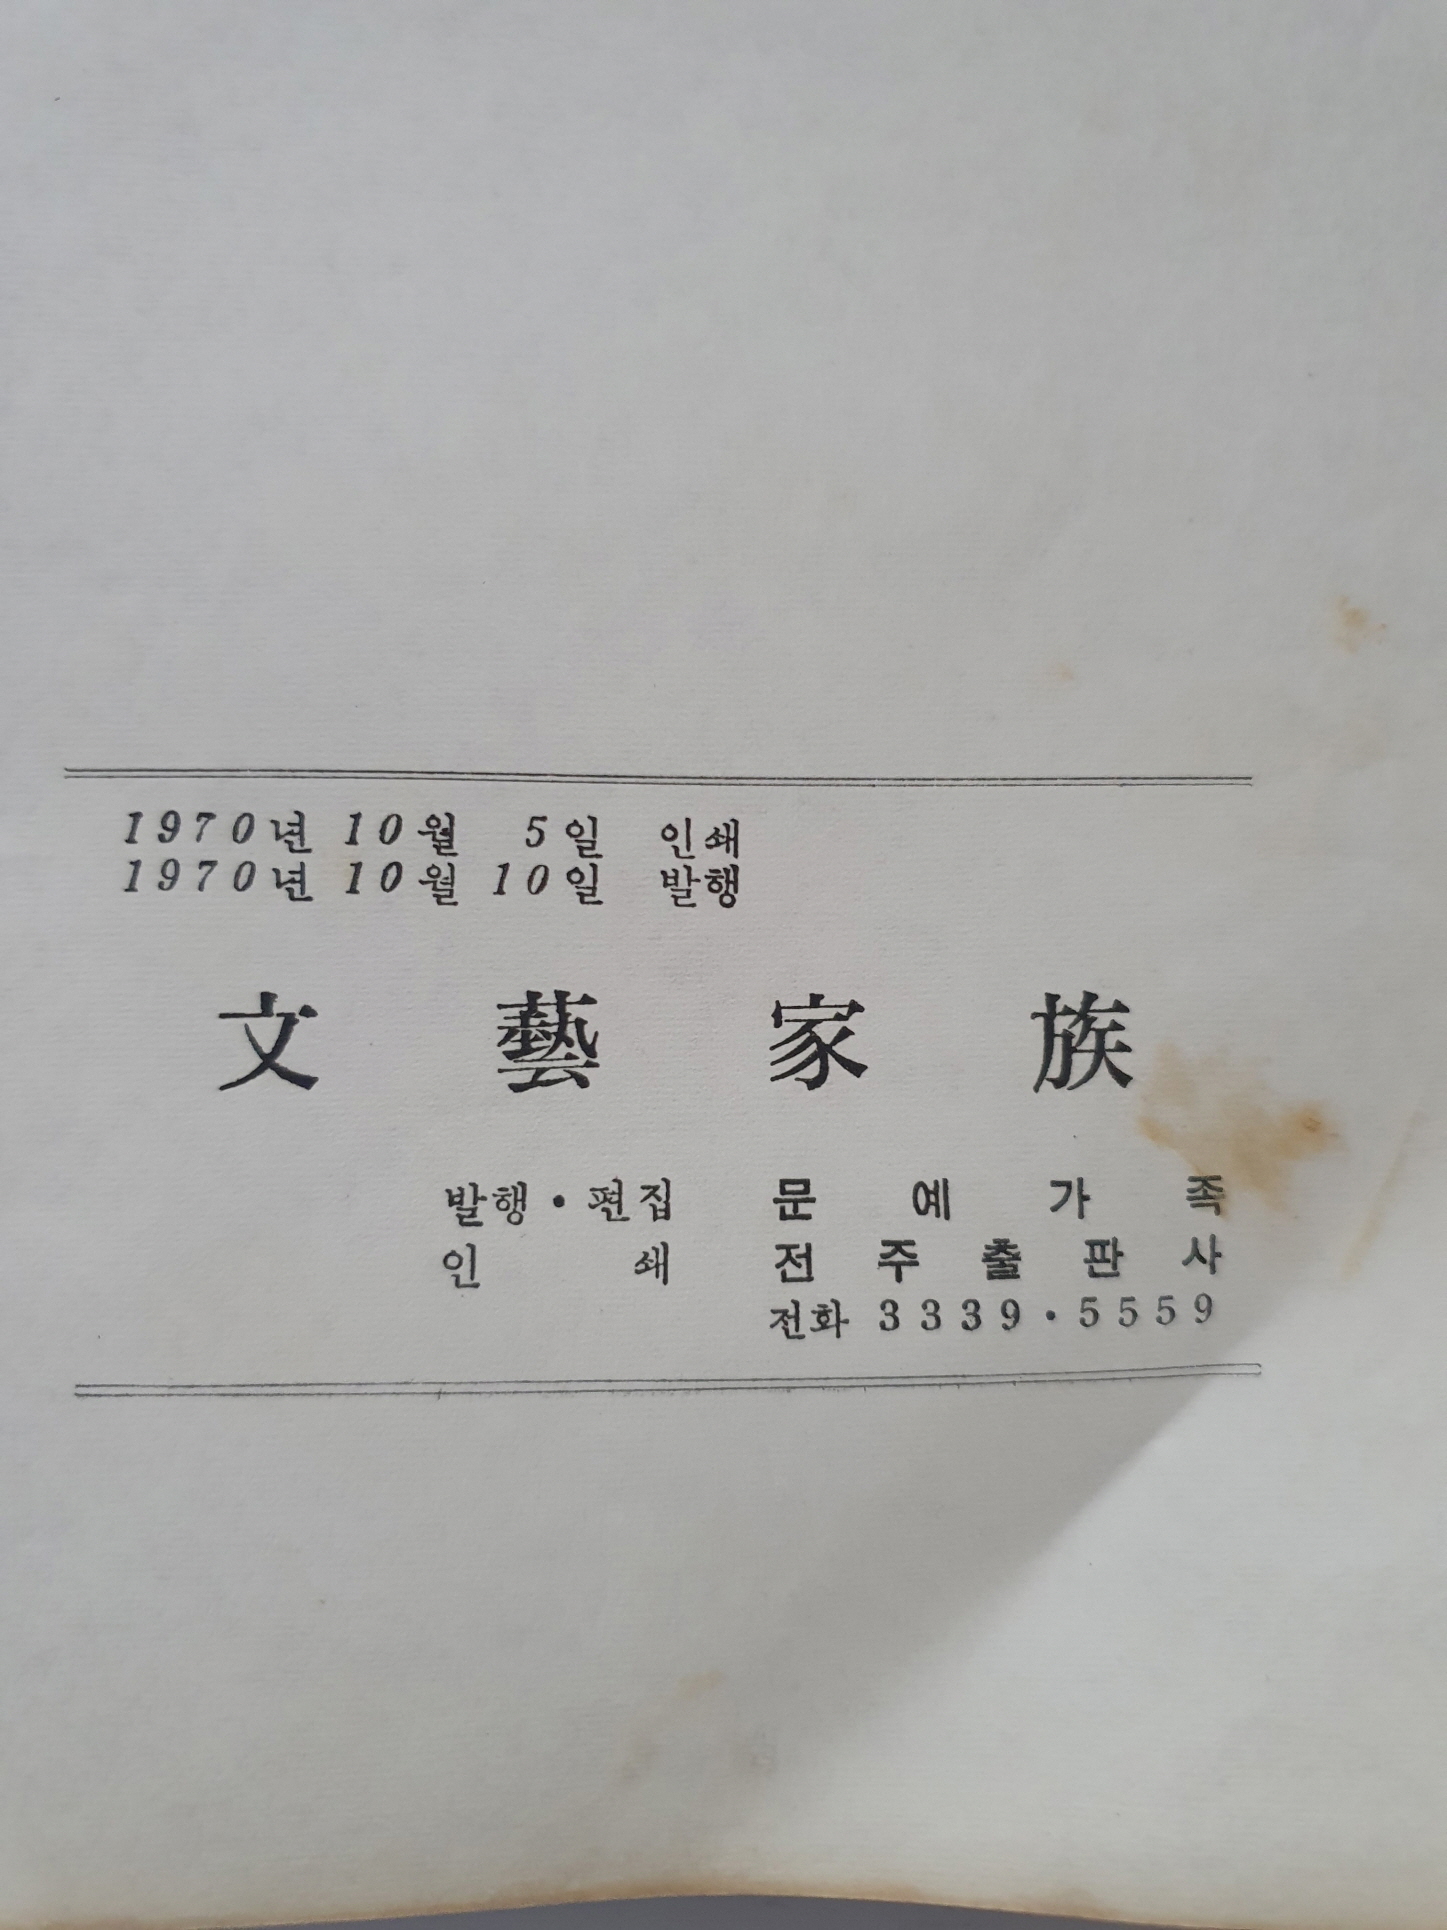 1970년 10월 5일 인쇄
1970년 10월 10일 발행
文藝家族
발행・편집 문예가족
인쇄 전주출판사
전화 3339・5559